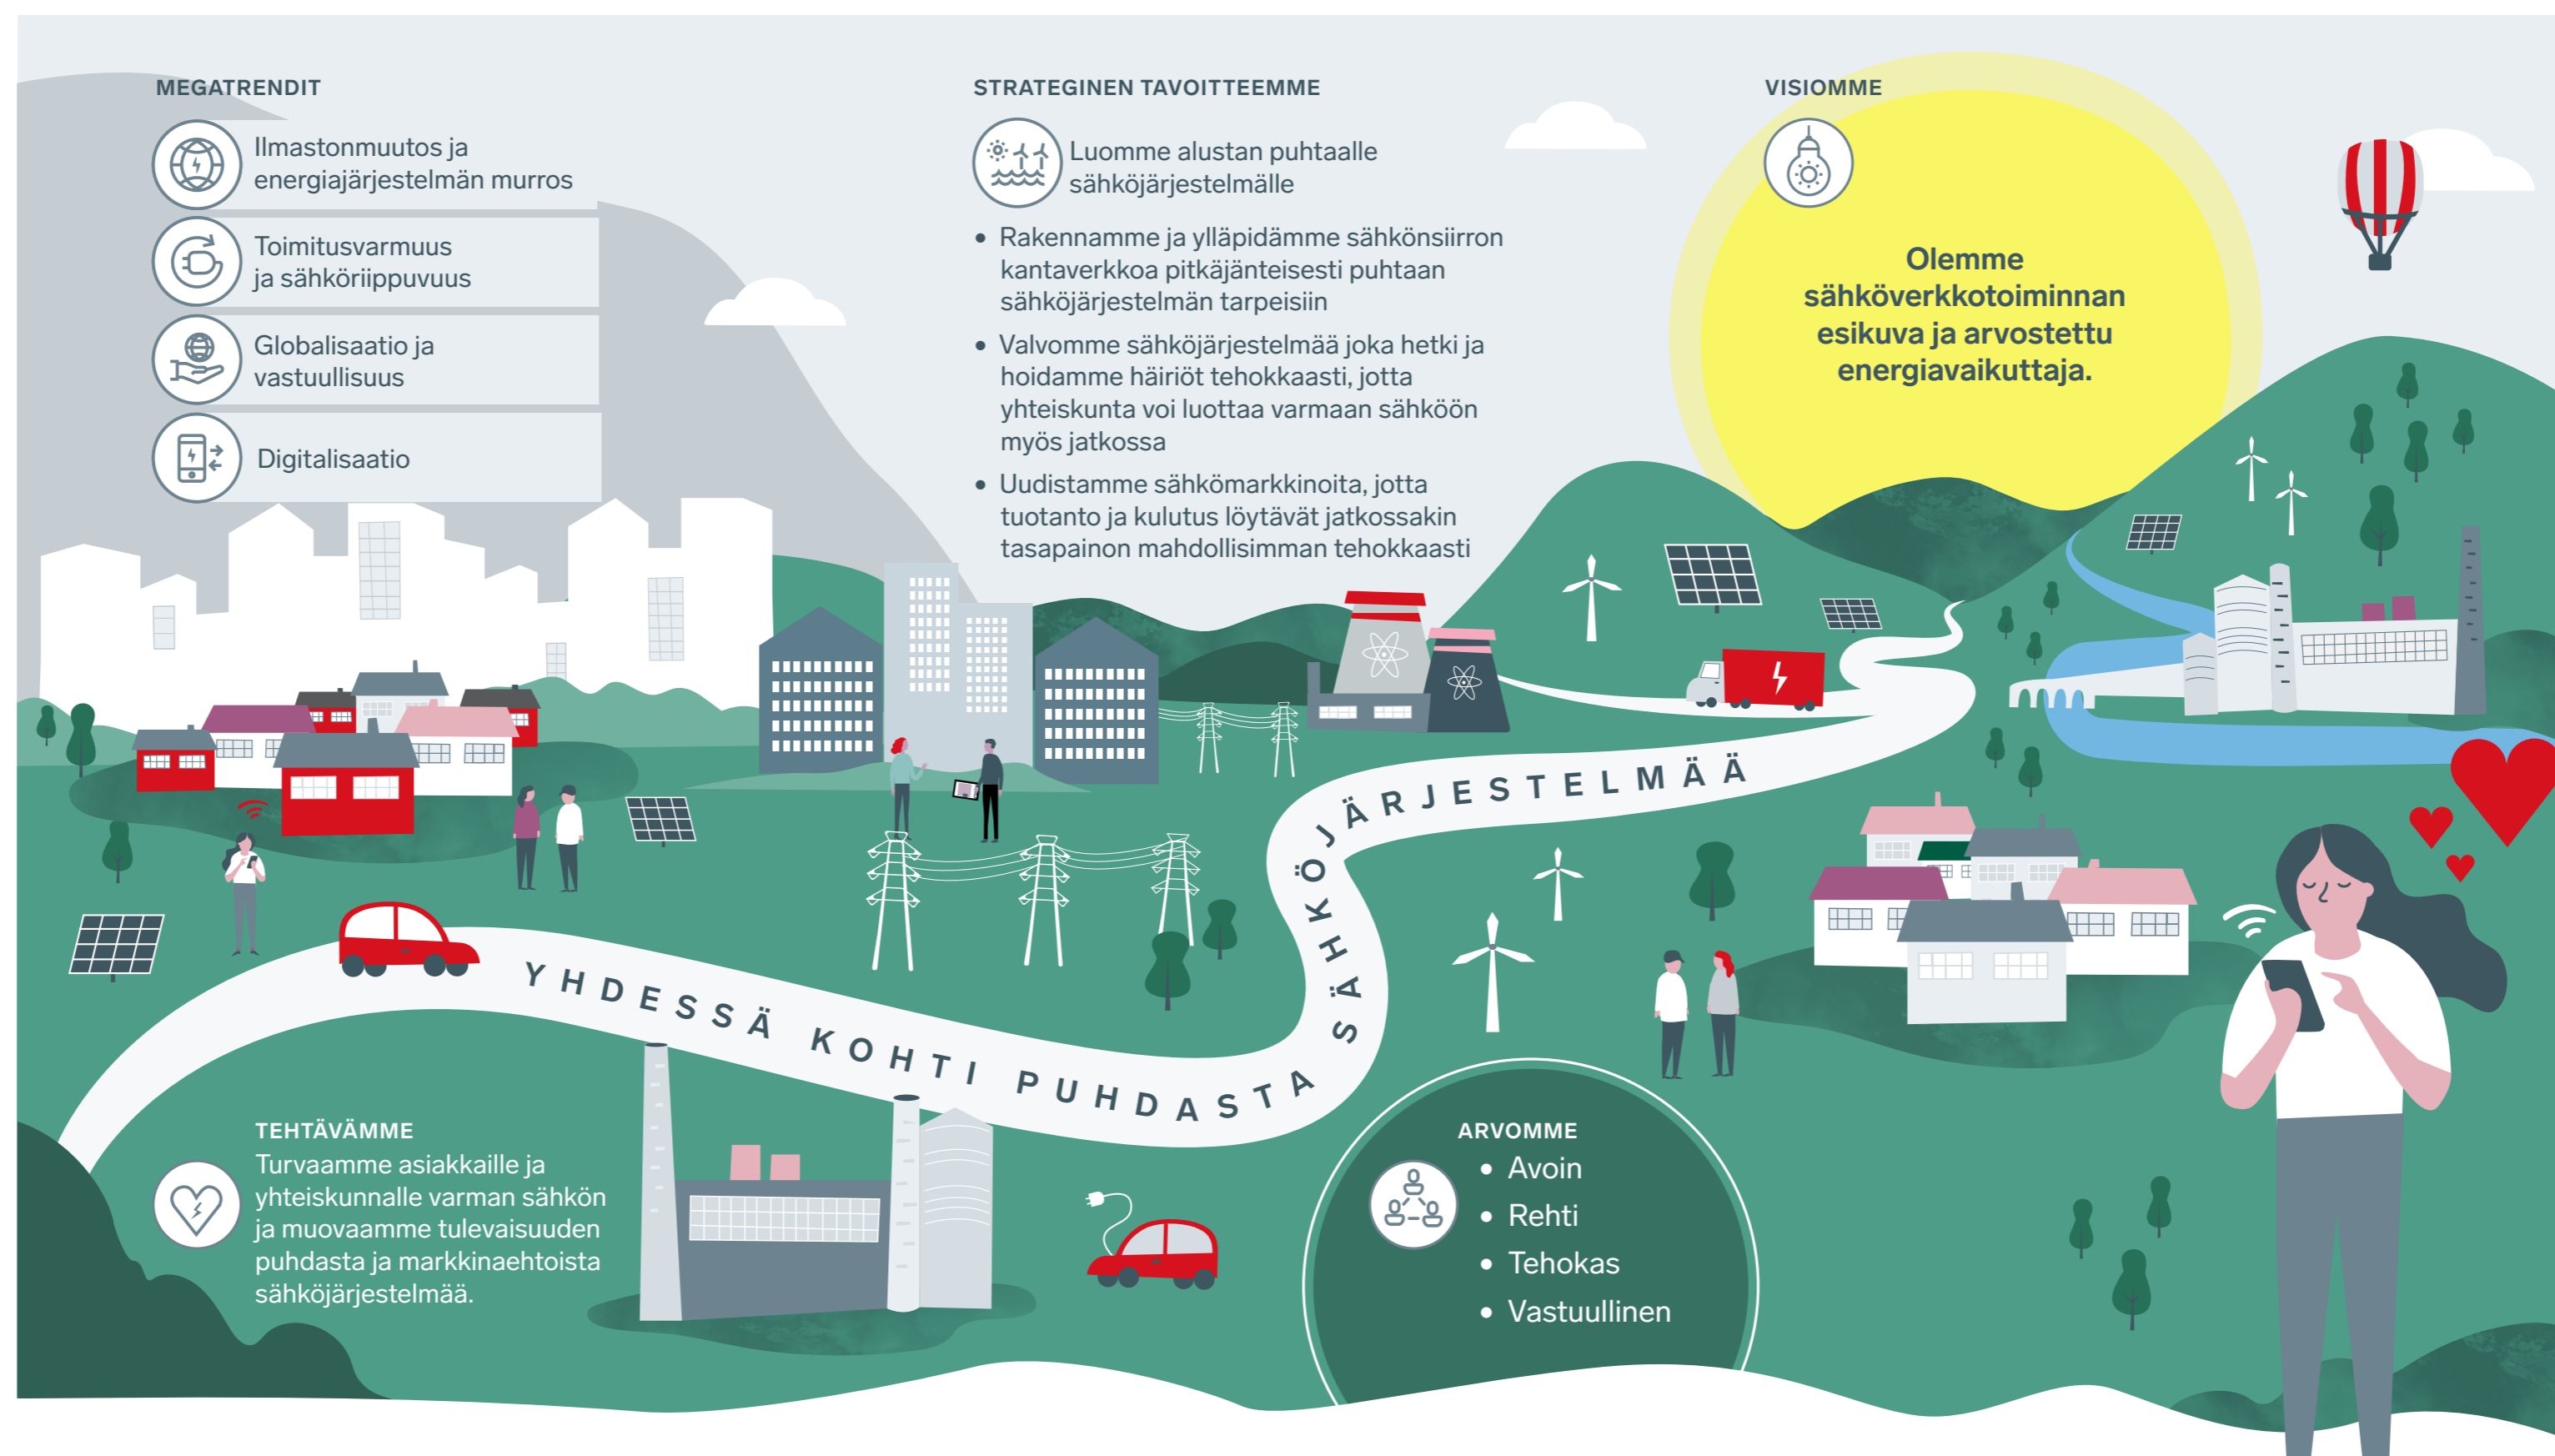 MEGATRENDIT
Ilmastonmuutos ja
energiajärjestelmän murros
Toimitusvarmuus
ja sähköriippuvuus
Globalisaatio ja
vastuullisuus
Digitalisaatio
STRATEGINEN TAVOITTEEMME
Luomme alustan puhtaalle
sähköjärjestelmälle
• Rakennamme ja ylläpidämme sähkönsiirron
kantaverkkoa pitkäjänteisesti puhtaan
sähköjärjestelmän tarpeisiin
• Valvomme sähköjärjestelmää joka hetki ja
hoidamme häiriöt tehokkaasti, jotta
yhteiskunta voi luottaa varmaan sähköön
myös jatkossa
• Uudistamme sähkömarkkinoita, jotta
tuotanto ja kulutus löytävät jatkossakin
tasapainon mahdollisimman tehokkaasti
VISIOMME
Olemme
sähköverkkotoiminnan
esikuva ja arvostettu
energiavaikuttaja.
YHDESSÄ KOHTI PUHDASTA SÄHKÖJÄRJESTELMÄÄ
TEHTÄVÄMME
Turvaamme asiakkaille ja
yhteiskunnalle varman sähkön
ja muovaamme tulevaisuuden
puhdasta ja markkinaehtoista
sähköjärjestelmää.
ARVOMME
• Avoin
• Rehti
• Tehokas
• Vastuullinen